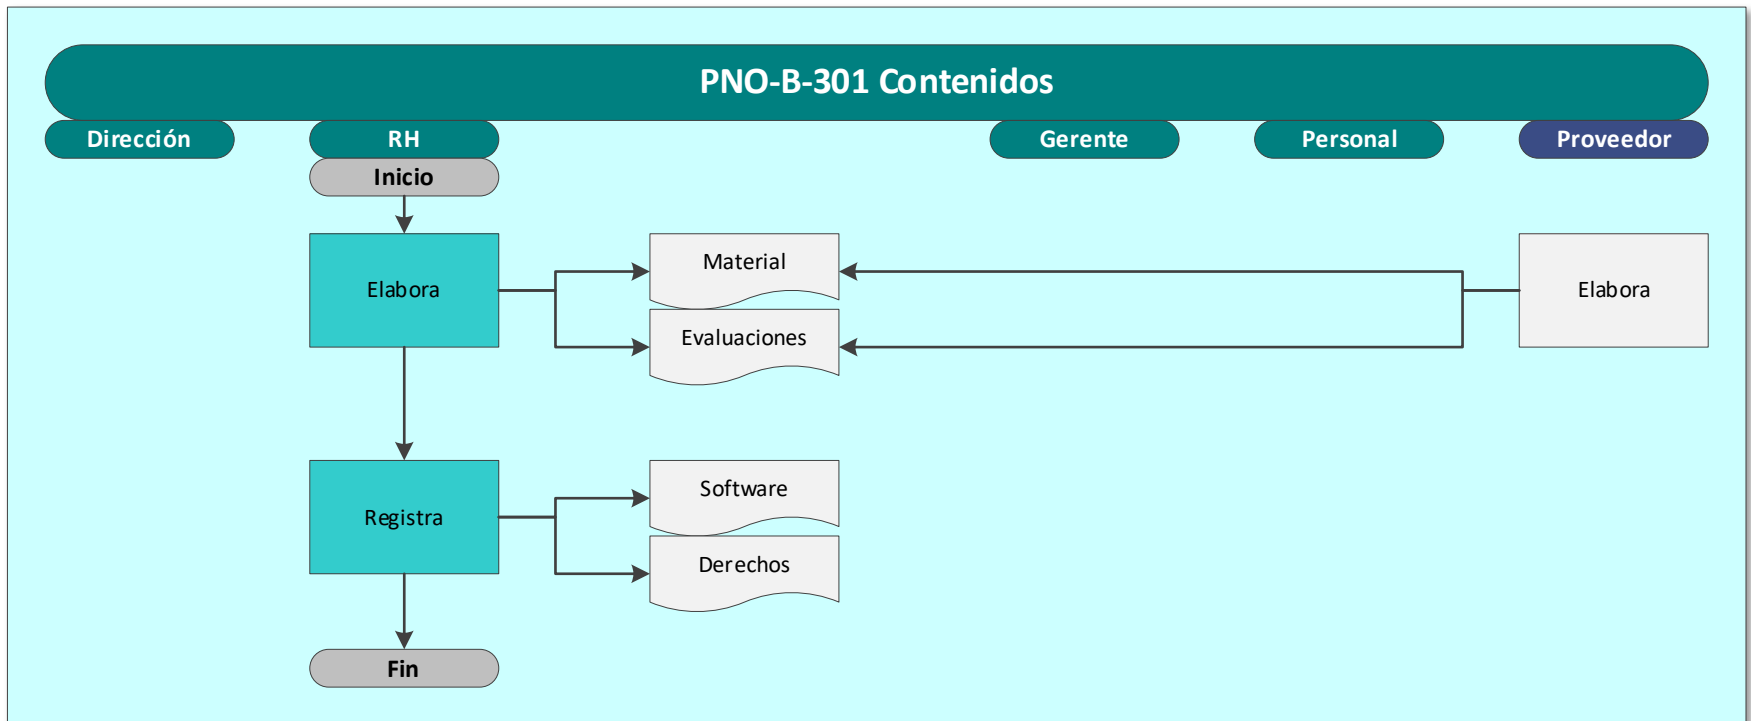 PNO-B-301 Contenidos
Dirección
RH
Gerente
Personal
Proveedor
Inicio
Elabora
Material
Evaluaciones
Elabora
Registra
Software
Derechos
Fin